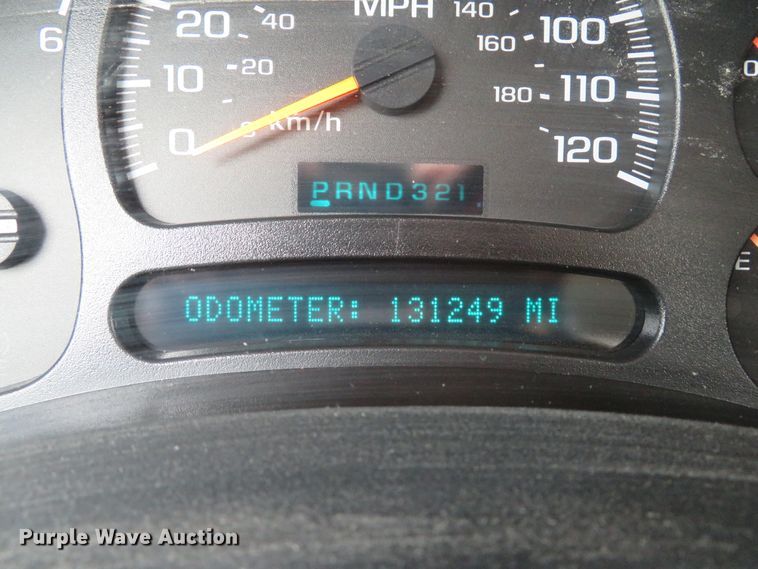 MPH
6 20 40 140 100
160
10 20 180 110
0 0 km/h 120
PRND321
E
ODOMETER: 131249 MI
Purple Wave Auction